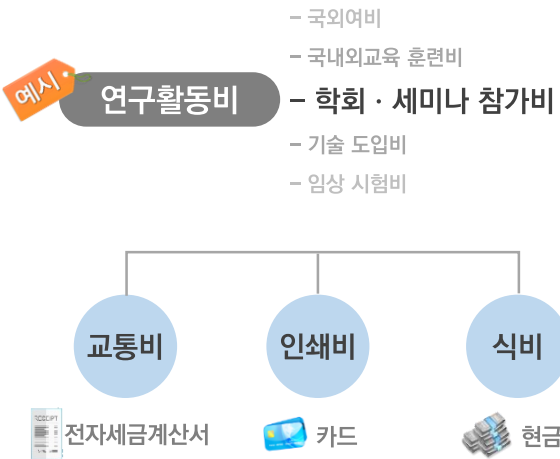 - 국외여비
- 국내외교육 훈련비
예시
연구활동비
- 학회 · 세미나 참가비
- 기술 도입비
- 임상 시험비
교통비
인쇄비
식비
RECEIPT
전자세금계산서
카드
현금